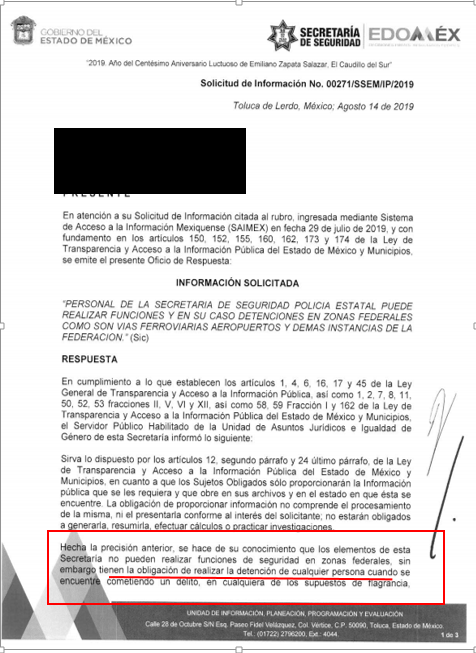 GOBIERNO DEL
ESTADO DE MÉXICO
SECRETARÍA
DE SEGURIDAD
EDOMÉX
"2019. Año del Centésimo Aniversario Luctuoso de Emiliano Zapata Salazar, El Caudillo del Sur"
Solicitud de Información No. 00271/SSEM/IP/2019
Toluca de Lerdo, México; Agosto 14 de 2019
P R E S E N T E
En atención a su Solicitud de Información citada al rubro, ingresada mediante Sistema
de Acceso a la Información Mexiquense (SAIMEX) en fecha 29 de julio de 2019, y con
fundamento en los artículos 150, 152, 155, 160, 162, 173 y 174 de la Ley de
Transparencia y Acceso a la Información Pública del Estado de México y Municipios,
se emite el presente Oficio de Respuesta:
INFORMACIÓN SOLICITADA
"PERSONAL DE LA SECRETARIA DE SEGURIDAD POLICIA ESTATAL PUEDE
REALIZAR FUNCIONES Y EN SU CASO DETENCIONES EN ZONAS FEDERALES
COMO SON VIAS FERROVIARIAS AEROPUERTOS Y DEMAS INSTANCIAS DE LA
FEDERACION." (Sic)
RESPUESTA
En cumplimiento a lo que establecen los artículos 1, 4, 6, 16, 17 y 45 de la Ley
General de Transparencia y Acceso a la Información Pública, así como 1, 2, 7, 8, 11,
50, 52, 53 fracciones II, V, VI y XII, así como 58, 59 Fracción I y 162 de la Ley de
Transparencia y Acceso a la Información Pública del Estado de México y Municipios,
el Servidor Público Habilitado de la Unidad de Asuntos Jurídicos e Igualdad de
Género de esta Secretaría informó lo siguiente:
Sirva lo dispuesto por los artículos 12, segundo párrafo y 24 último párrafo, de la Ley
de Transparencia y Acceso a la Información Pública del Estado de México y
Municipios, en cuanto a que los Sujetos Obligados sólo proporcionarán la Información
pública que se les requiera y que obre en sus archivos y en el estado en que ésta se
encuentre. La obligación de proporcionar información no comprende el procesamiento
de la misma, ni el presentarla conforme al interés del solicitante; no estarán obligados
a generarla, resumirla, efectuar cálculos o practicar investigaciones.
Hecha la precisión anterior, se hace de su conocimiento que los elementos de esta
Secretaría no pueden realizar funciones de seguridad en zonas federales, sin
embargo tienen la obligación de realizar la detención de cualquier persona cuando se
encuentre cometiendo un delito, en cualquiera de los supuestos de flagrancia,
UNIDAD DE INFORMACIÓN, PLANEACIÓN, PROGRAMACIÓN Y EVALUACIÓN
Calle 28 de Octubre S/N Esq. Paseo Fidel Velázquez, Col. Vértice, C.P. 50090, Toluca, Estado de México.
Tel. (01722) 2796200, Ext. 4044.
1 de 3